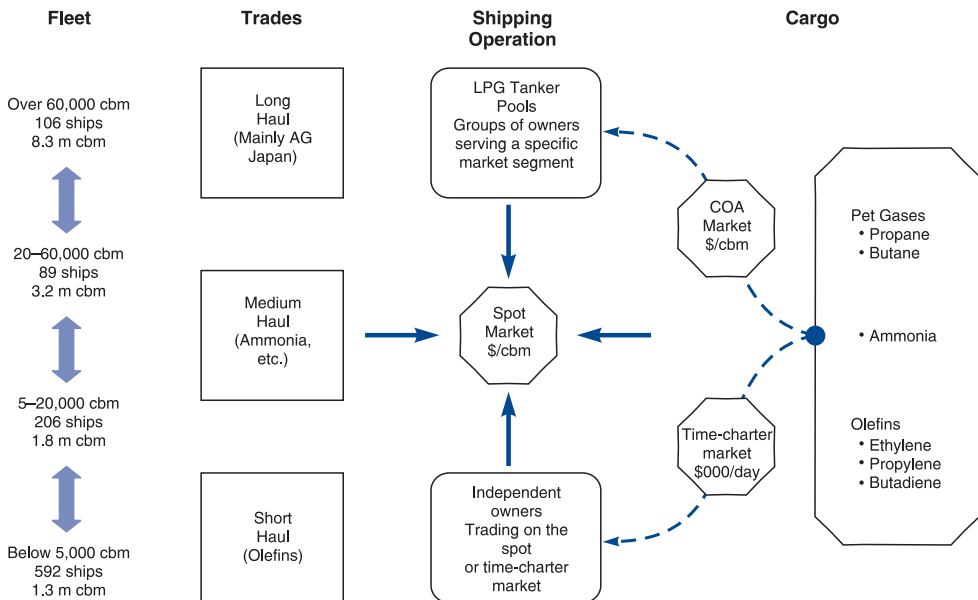 Fleet
Trades
Shipping
Operation
Cargo
Over 60,000 cbm
106 ships
8.3 m cbm
20–60,000 cbm
89 ships
3.2 m cbm
5–20,000 cbm
206 ships
1.8 m cbm
Below 5,000 cbm
592 ships
1.3 m cbm
Long
Haul
(Mainly AG
Japan)
Medium
Haul
(Ammonia,
etc.)
Short
Haul
(Olefins)
LPG Tanker
Pools
Groups of owners
serving a specific
market segment
Spot
Market
$/cbm
Independent
owners
Trading on the
spot
or time-charter
market
COA
Market
$/cbm
Time-charter
market
$000/day
Pet Gases
• Propane
• Butane
• Ammonia
Olefins
• Ethylene
• Propylene
• Butadiene